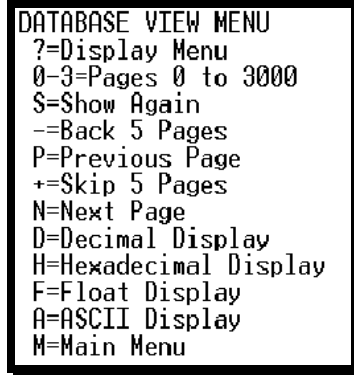 DATABASE VIEW MENU
?=Display Menu
0-3=Pages 0 to 3000
S=Show Again
-=Back 5 Pages
P=Previous Page
+=Skip 5 Pages
N=Next Page
D=Decimal Display
H=Hexadecimal Display
F=Float Display
A=ASCII Display
M=Main Menu